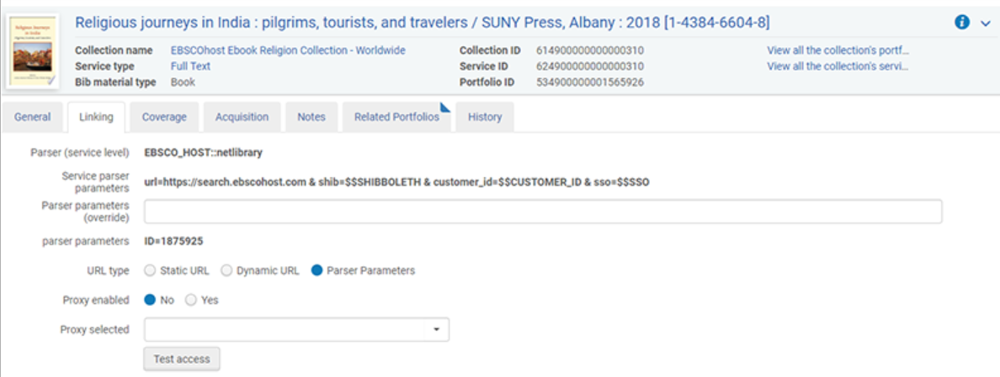 Religious journeys in India : pilgrims, tourists, and travelers / SUNY Press, Albany : 2018 [1-4384-6604-8]
Collection name EBSCOhost Ebook Religion Collection - Worldwide Collection ID 614900000000000310 View all the collection's portf...
Service type Full Text Service ID 624900000000000310 View all the collection's servi...
Bib material type Book Portfolio ID 534900000001565926
General Linking Coverage Acquisition Notes Related Portfolios History
Parser (service level) EBSCO_HOST::netlibrary
Service parser parameters url=https://search.ebscohost.com & shib=$$SHIBBOLETH & customer_id=$$CUSTOMER_ID & sso=$$SSO
Parser parameters
(override)
parser parameters ID=1875925
URL type Static URL Dynamic URL Parser Parameters
Proxy enabled No Yes
Proxy selected
Test access